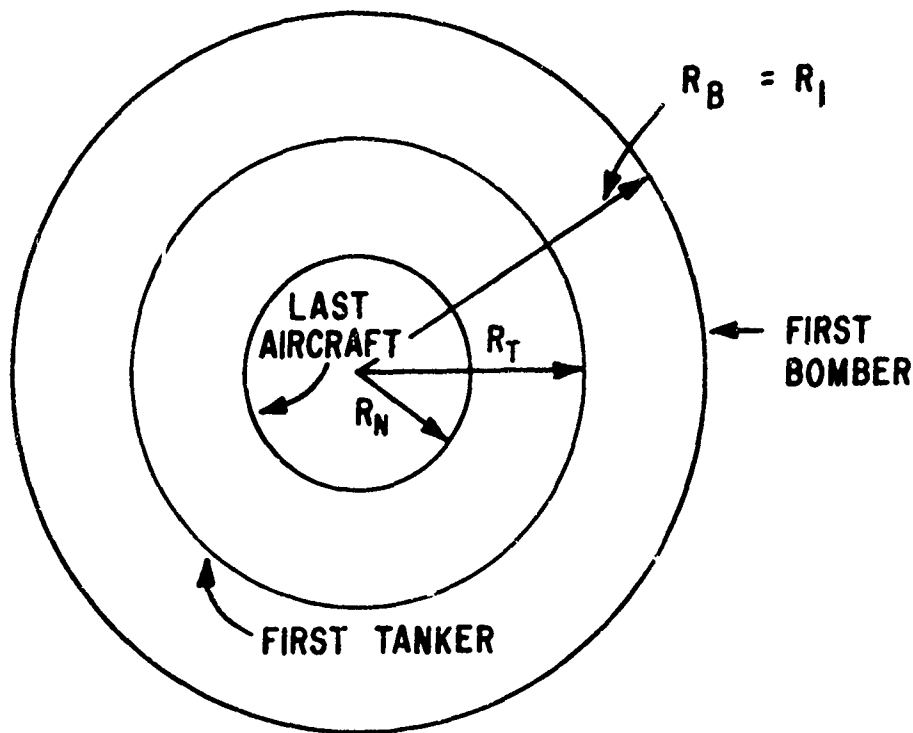 R_B = R_1
LAST
AIRCRAFT
R_T
R_N
FIRST
BOMBER
FIRST TANKER